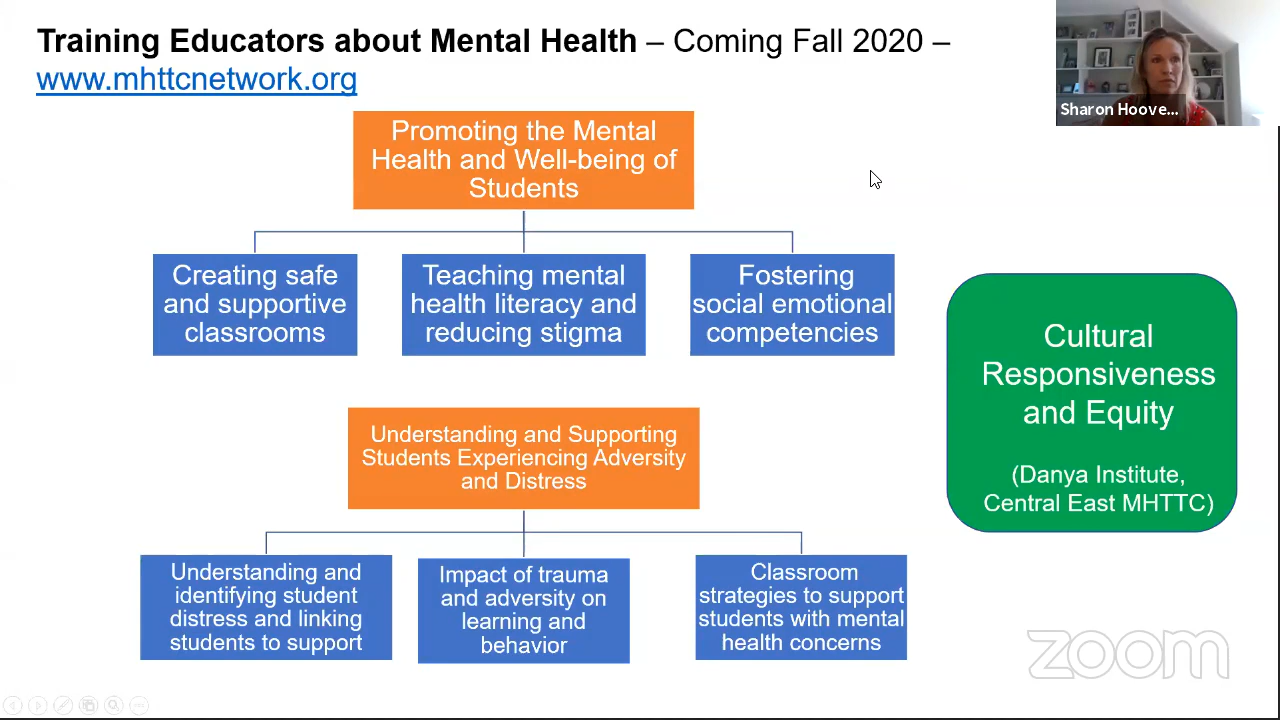 Training Educators about Mental Health – Coming Fall 2020 –
www.mhttcnetwork.org
Sharon Hoove...
Promoting the Mental
Health and Well-being of
Students
Creating safe
and supportive
classrooms
Teaching mental
health literacy and
reducing stigma
Fostering
social emotional
competencies
Cultural
Responsiveness
and Equity
(Danya Institute,
Central East MHTTC)
Understanding and Supporting
Students Experiencing Adversity
and Distress
Understanding and
identifying student
distress and linking
students to support
Impact of trauma
and adversity on
learning and
behavior
Classroom
strategies to support
students with mental
health concerns
zoom